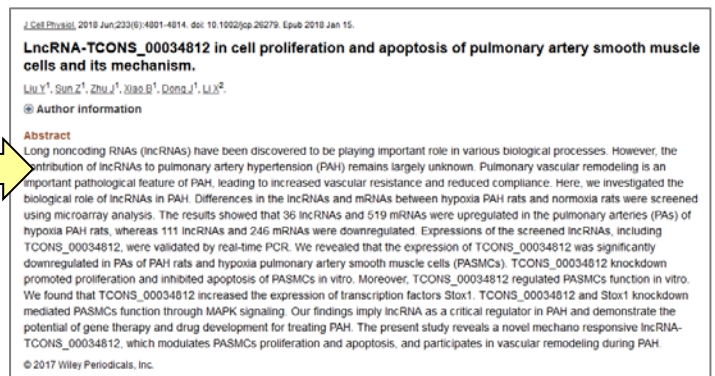 J Cell Physiol. 2018 Jun;233(6):4801-4814. doi: 10.1002/jcp.26279. Epub 2018 Jan 15.
LncRNA-TCONS_00034812 in cell proliferation and apoptosis of pulmonary artery smooth muscle
cells and its mechanism.
Liu Y1, Sun Z1, Zhu J1, Xiao B1, Dong J1, Li X2.
Author information
Abstract
Long noncoding RNAs (lncRNAs) have been discovered to be playing important role in various biological processes. However, the
contribution of lncRNAs to pulmonary artery hypertension (PAH) remains largely unknown. Pulmonary vascular remodeling is an
important pathological feature of PAH, leading to increased vascular resistance and reduced compliance. Here, we investigated the
biological role of lncRNAs in PAH. Differences in the lncRNAs and mRNAs between hypoxia PAH rats and normoxia rats were screened
using microarray analysis. The results showed that 36 lncRNAs and 519 mRNAs were upregulated in the pulmonary arteries (PAs) of
hypoxia PAH rats, whereas 111 lncRNAs and 246 mRNAs were downregulated. Expressions of the screened lncRNAs, including
TCONS_00034812, were validated by real-time PCR. We revealed that the expression of TCONS_00034812 was significantly
downregulated in PAs of PAH rats and hypoxia pulmonary artery smooth muscle cells (PASMCs). TCONS_00034812 knockdown
promoted proliferation and inhibited apoptosis of PASMCs in vitro. Moreover, TCONS_00034812 regulated PASMCs function in vitro.
We found that TCONS_00034812 increased the expression of transcription factors Stox1. TCONS_00034812 and Stox1 knockdown
mediated PASMCs function through MAPK signaling. Our findings imply lncRNA as a critical regulator in PAH and demonstrate the
potential of gene therapy and drug development for treating PAH. The present study reveals a novel mechano responsive lncRNA-
TCONS_00034812, which modulates PASMCs proliferation and apoptosis, and participates in vascular remodeling during PAH.
© 2017 Wiley Periodicals, Inc.